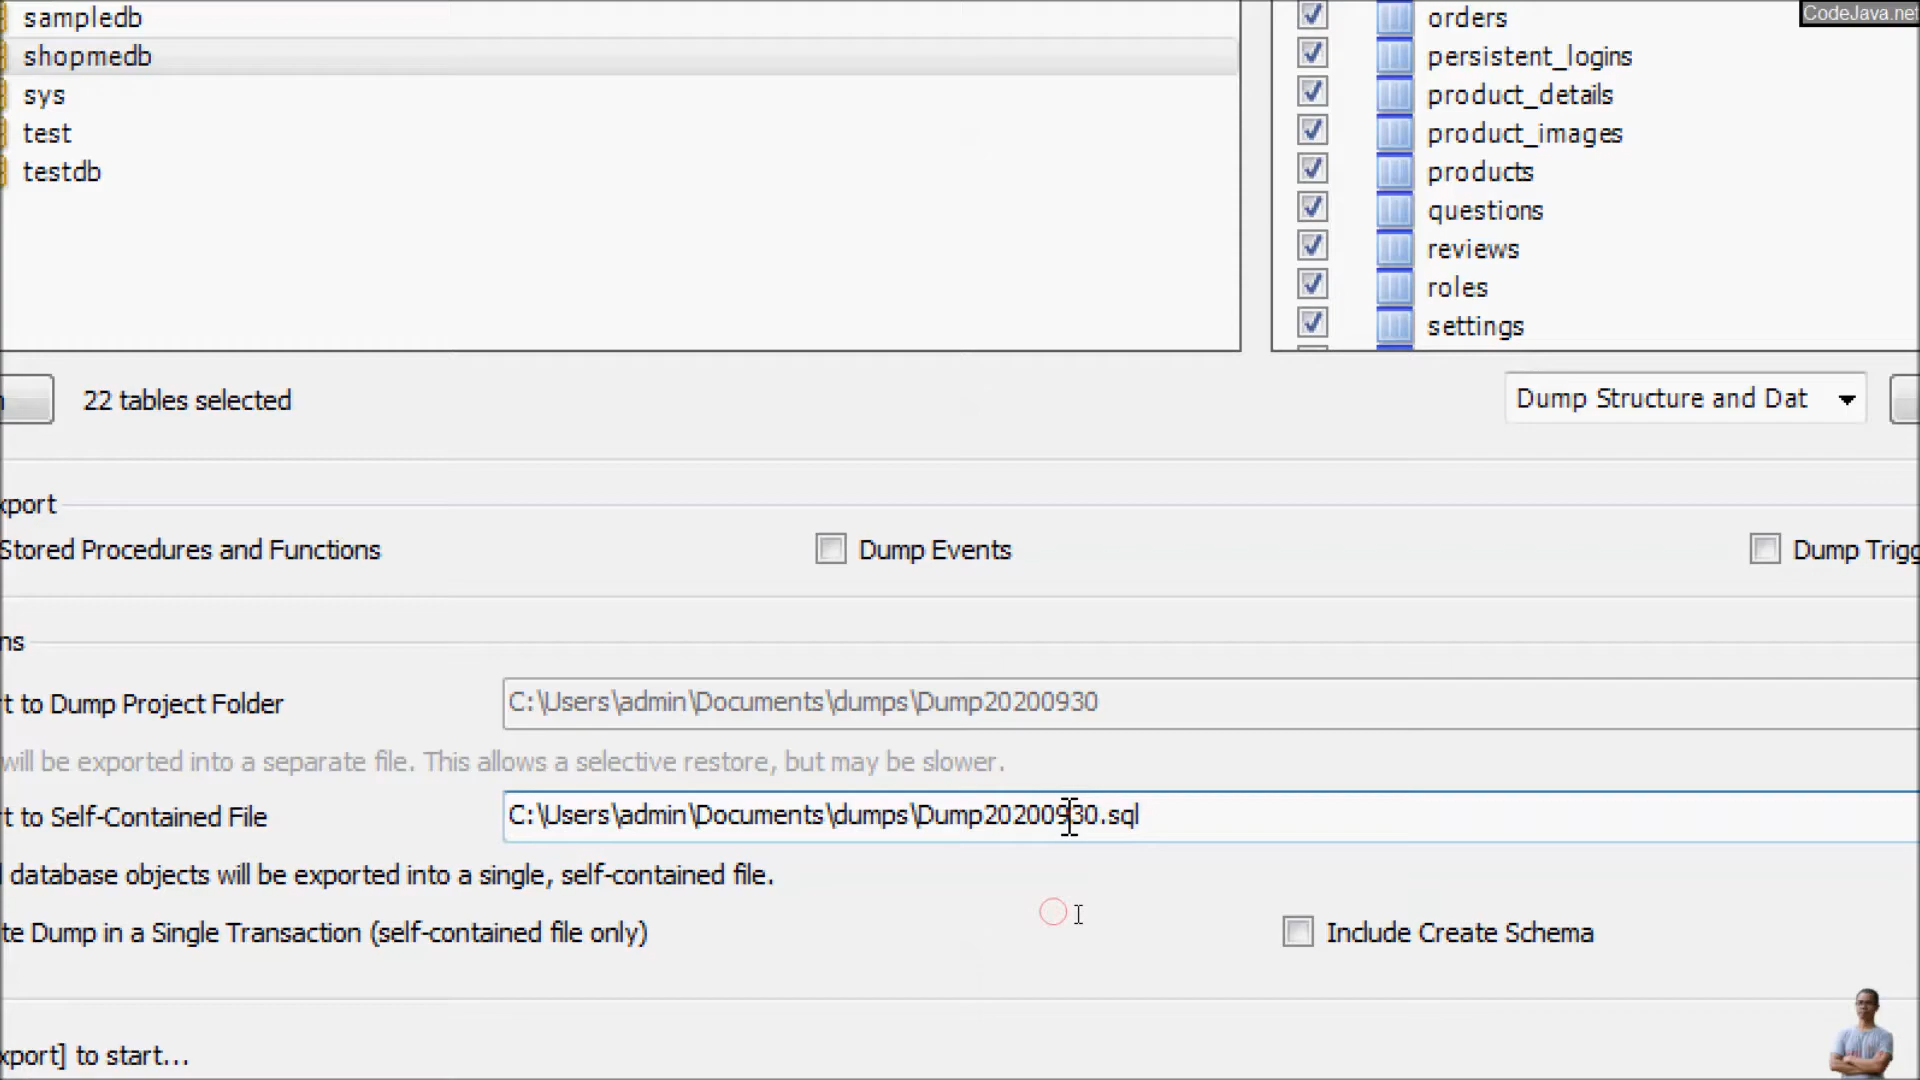 CodeJava.net
sampledb
shopmedb
sys
test
testdb
orders
persistent_logins
product_details
product_images
products
questions
reviews
roles
settings
22 tables selected
Dump Structure and Dat
xport
Stored Procedures and Functions
Dump Events
Dump Trigg
ns
t to Dump Project Folder
C:\Users\admin\Documents\dumps\Dump20200930
will be exported into a separate file. This allows a selective restore, but may be slower.
t to Self-Contained File
C:\Users\admin\Documents\dumps\Dump20200930.sql
database objects will be exported into a single, self-contained file.
te Dump in a Single Transaction (self-contained file only)
Include Create Schema
xport] to start...